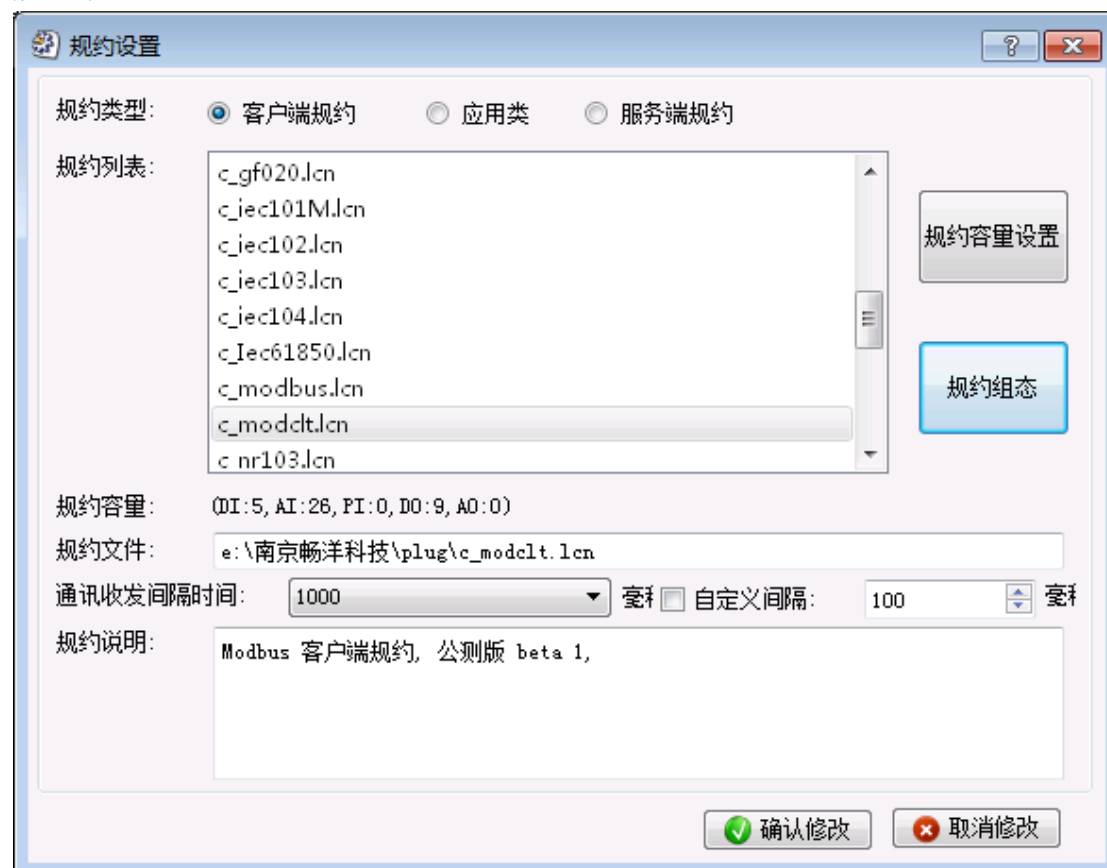 规约设置
规约类型: 客户端规约 应用类 服务端规约
规约列表:
c_gf020.lcn
c_iec101M.lcn
c_iec102.lcn
c_iec103.lcn
c_iec104.lcn
c_Iec61850.lcn
c_modbus.lcn
c_modclt.lcn
c_nr103.lcn
规约容量设置
规约组态
规约容量: (DI:5,AI:26,PI:0,DO:9,AO:0)
规约文件: e:\南京畅洋科技\plug\c_modclt.lcn
通讯收发间隔时间: 1000 毫秒 自定义间隔: 100 毫秒
规约说明: Modbus 客户端规约, 公测版 beta 1,
确认修改 取消修改